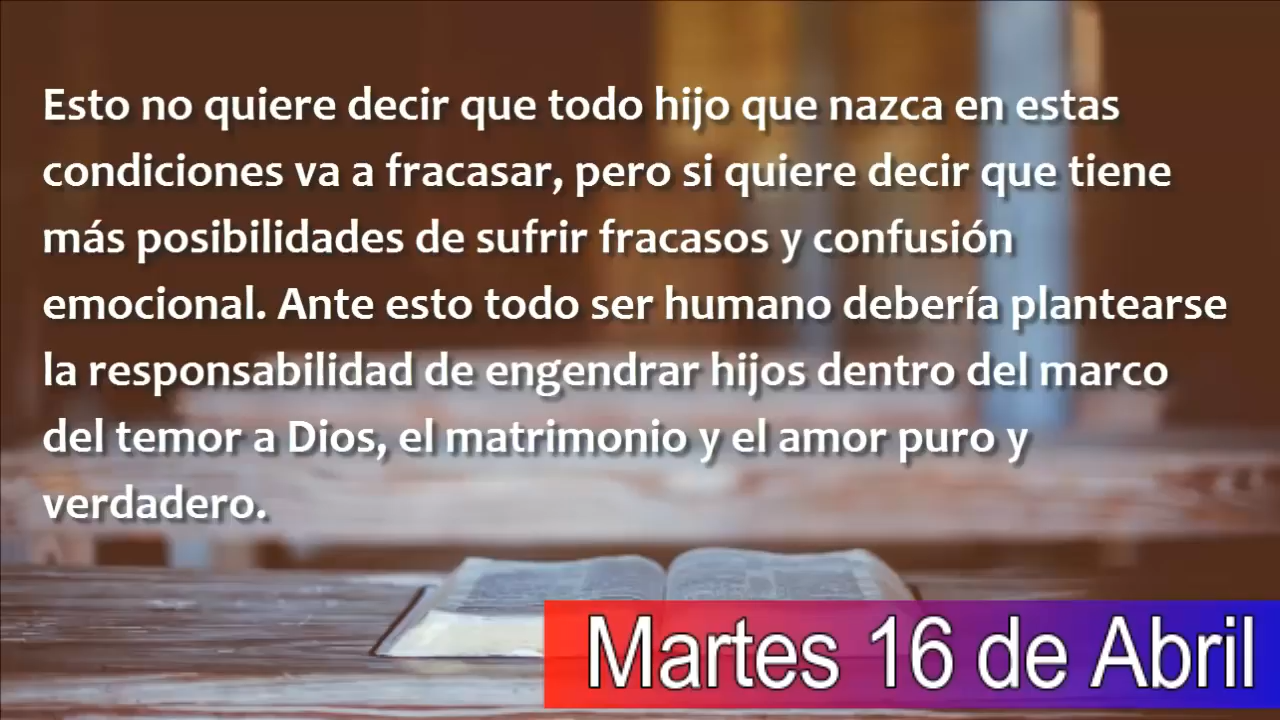 Esto no quiere decir que todo hijo que nazca en estas
condiciones va a fracasar, pero si quiere decir que tiene
más posibilidades de sufrir fracasos y confusión
emocional. Ante esto todo ser humano debería plantearse
la responsabilidad de engendrar hijos dentro del marco
del temor a Dios, el matrimonio y el amor puro y
verdadero.
Martes 16 de Abril